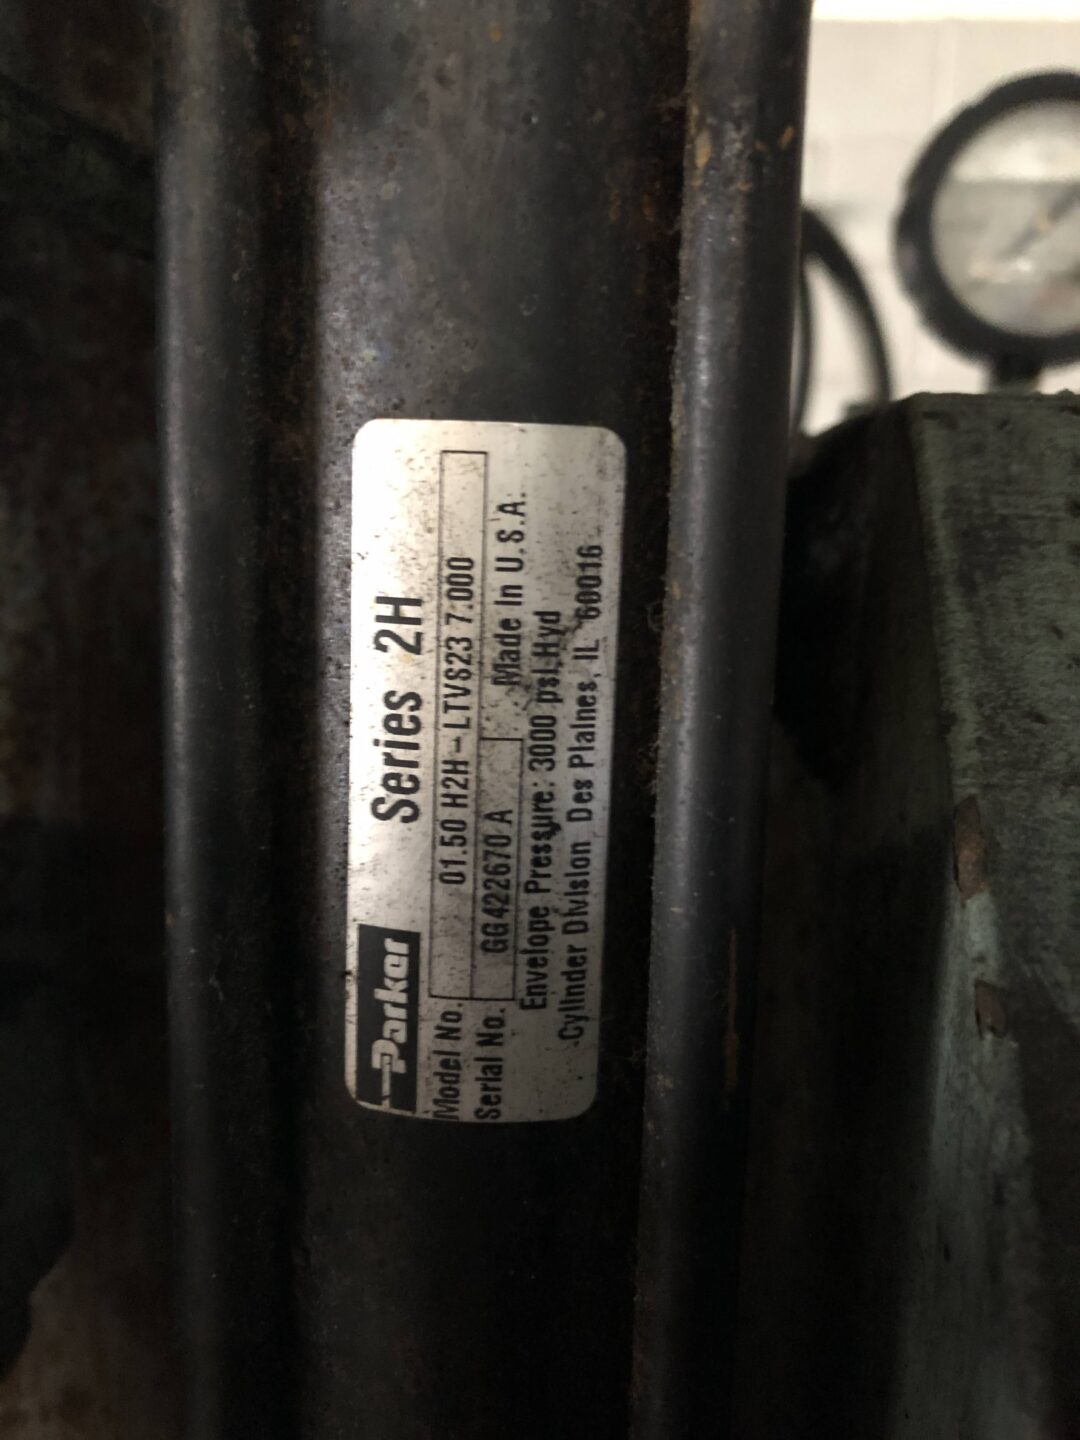 Parker Series 2H
Model No. 01.50 H2H-LTVS23 7.000
Serial No. GG422670 A Made In U.S.A.
Envelope Pressure: 3000 psi Hyd
Cylinder Division Des Plaines, IL 60016